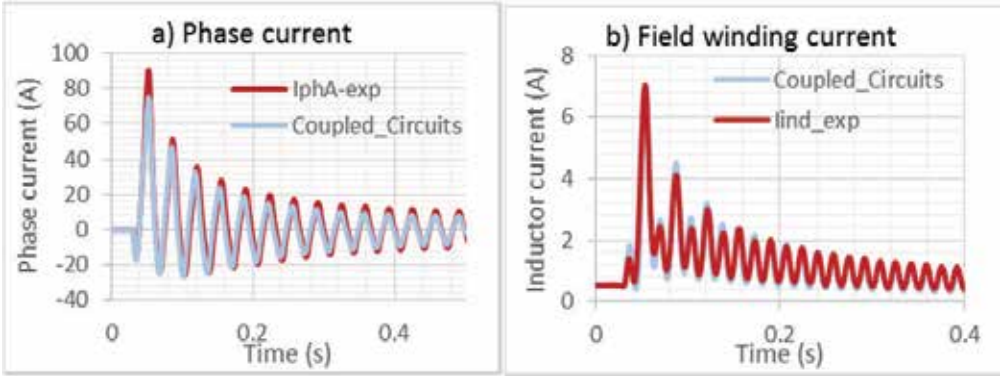 a) Phase current
100
80
60
40
20
0
-20
-40
Phase current (A)
IphA-exp
Coupled_Circuits
0
0.2
0.4
Time (s)
b) Field winding current
8
6
4
2
0
Inductor current (A)
Coupled_Circuits
Iind_exp
0
0.2
0.4
Time (s)